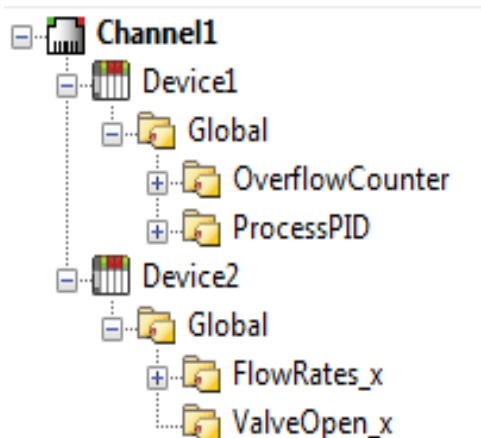 Channel1
Device1
Global
OverflowCounter
ProcessPID
Device2
Global
FlowRates_x
ValveOpen_x